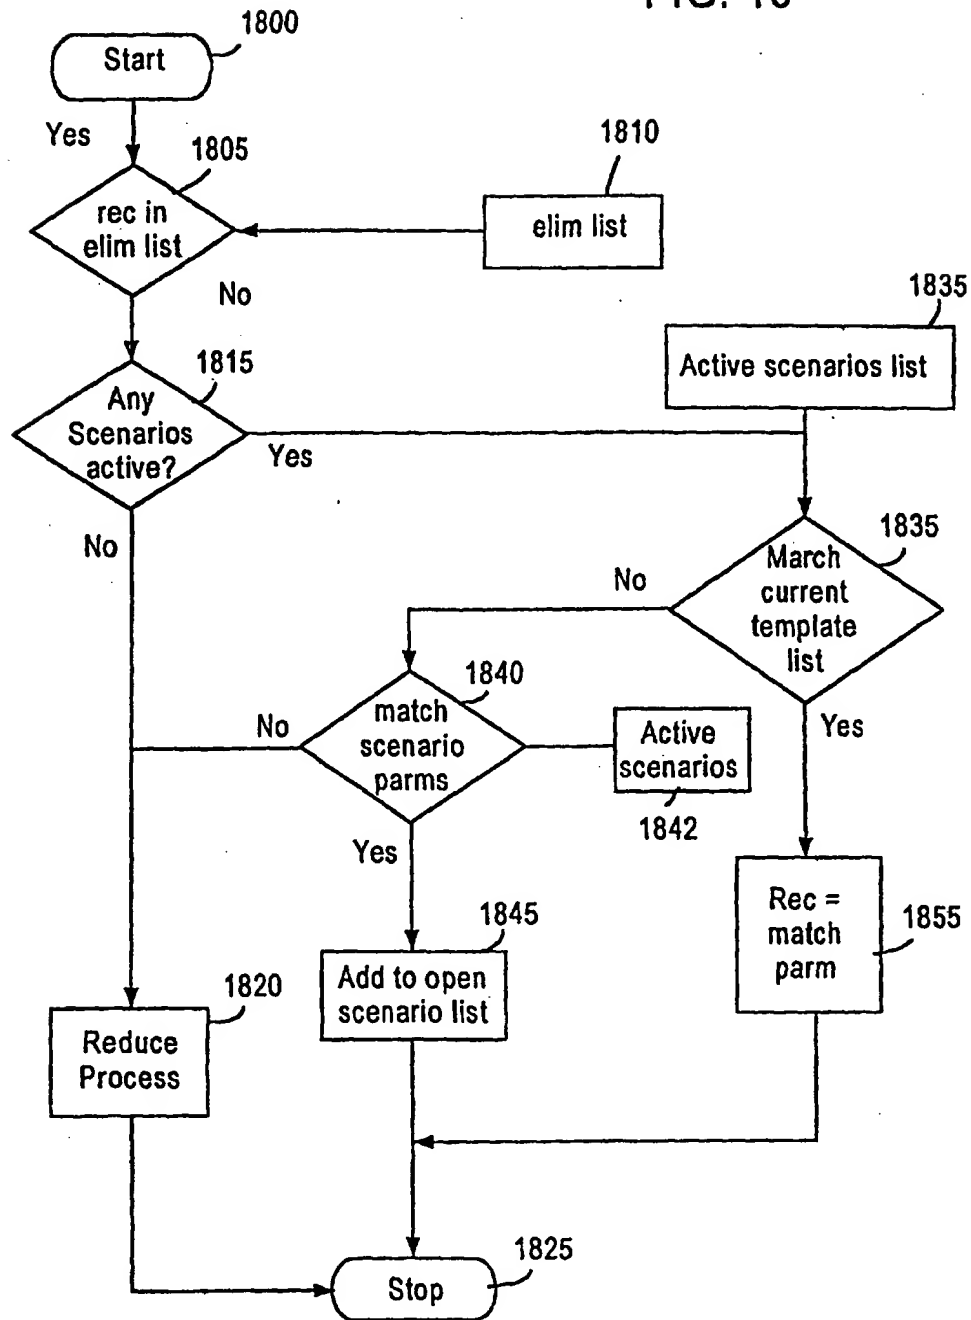 1800
Start
Yes
1805
1810
rec in
elim list
elim list
No
1835
1815
Active scenarios list
Any
Scenarios
active?
Yes
1835
No
March
current
template
list
No
1840
match
scenario
parms
No
Active
scenarios
1842
Yes
Yes
1845
Rec =
match
parm
1855
Add to open
scenario list
1820
Reduce
Process
1825
Stop